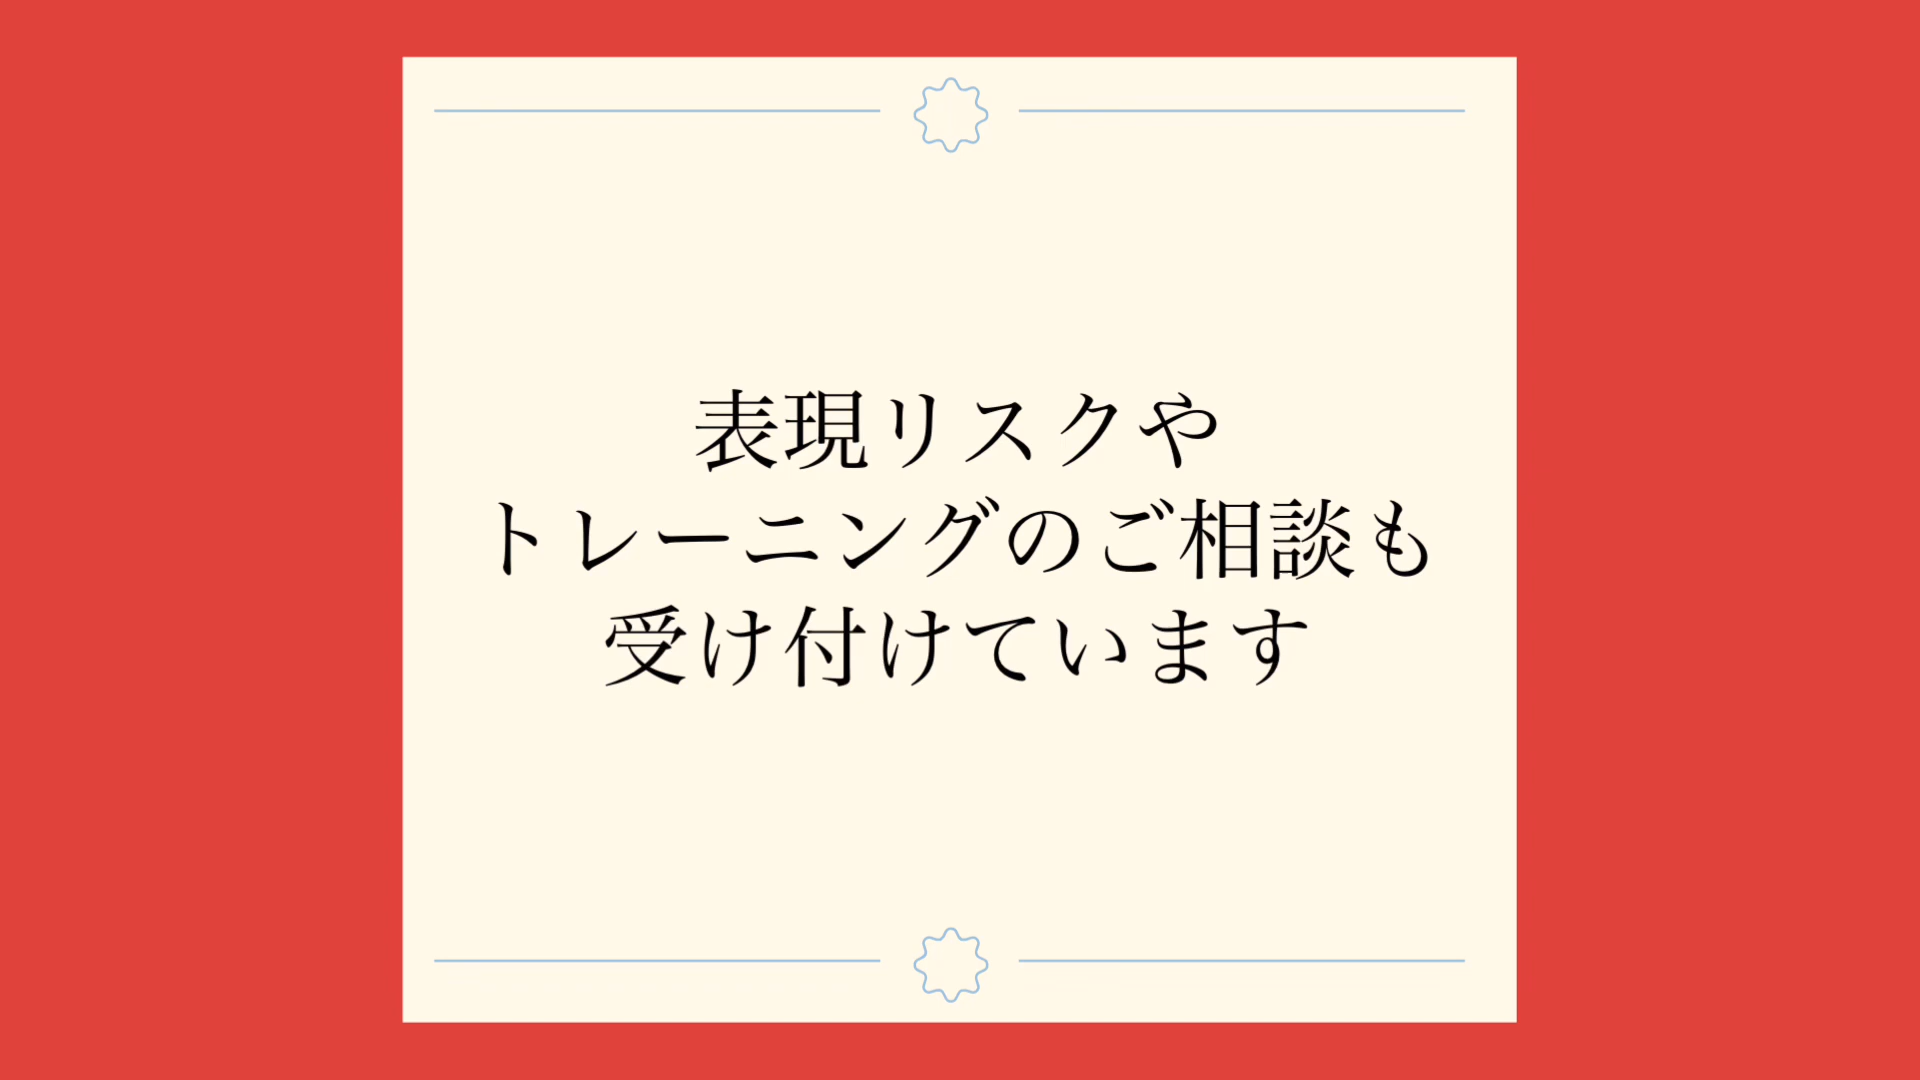 表現リスクや
トレーニングのご相談も
受け付けています